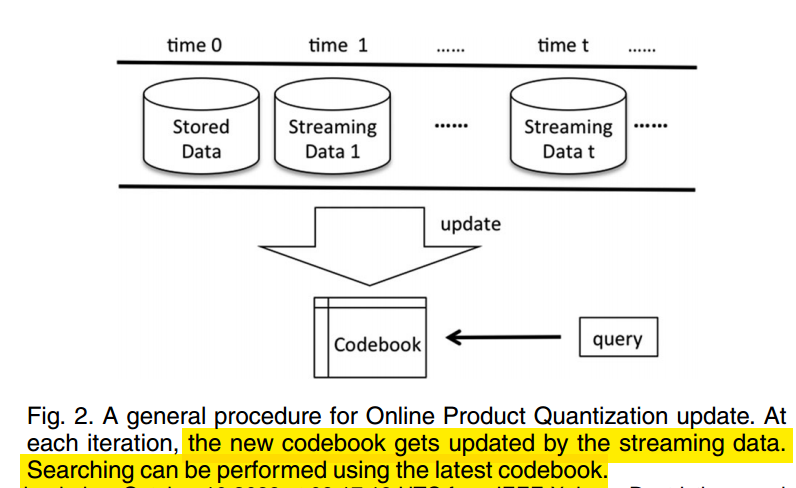 time 0 time 1 ...... time t ......
Stored Data
Streaming Data 1
......
Streaming Data t
......
update
Codebook
query
Fig. 2. A general procedure for Online Product Quantization update. At
each iteration, the new codebook gets updated by the streaming data.
Searching can be performed using the latest codebook.